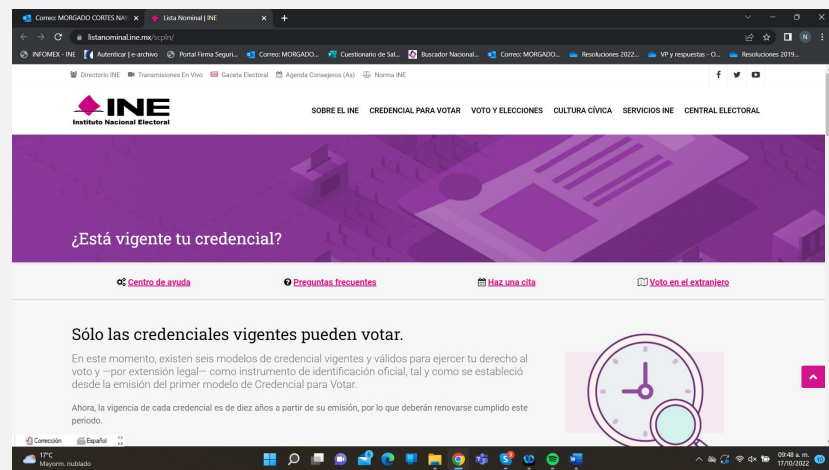 Correo: MORGADO CORTES NAY
Lista Nominal | INE
listanominal.ine.mx/scpln/
INFOMEX - INE
Autenticar | e-archivo
Portal Firma Seguri...
Correo: MORGADO...
Cuestionario de Sal...
Buscador Nacional...
Correo: MORGADO...
Resoluciones 2022...
VP y respuestas - O...
Resoluciones 2019...
Directorio INE
Transmisiones En Vivo
Gaceta Electoral
Agenda Consejeros (As)
Norma INE
INE
Instituto Nacional Electoral
SOBRE EL INE
CREDENCIAL PARA VOTAR
VOTO Y ELECCIONES
CULTURA CÍVICA
SERVICIOS INE
CENTRAL ELECTORAL
¿Está vigente tu credencial?
Centro de ayuda
Preguntas frecuentes
Haz una cita
Voto en el extranjero
Sólo las credenciales vigentes pueden votar.
En este momento, existen seis modelos de credencial vigentes y válidos para ejercer tu derecho al
voto y —por extensión legal— como instrumento de identificación oficial, tal y como se estableció
desde la emisión del primer modelo de Credencial para Votar.
Ahora, la vigencia de cada credencial es de diez años a partir de su emisión, por lo que deberán renovarse cumplido este
periodo.
Corrección
Español
17°C
Mayorm. nublado
09:48 a. m.
17/10/2022